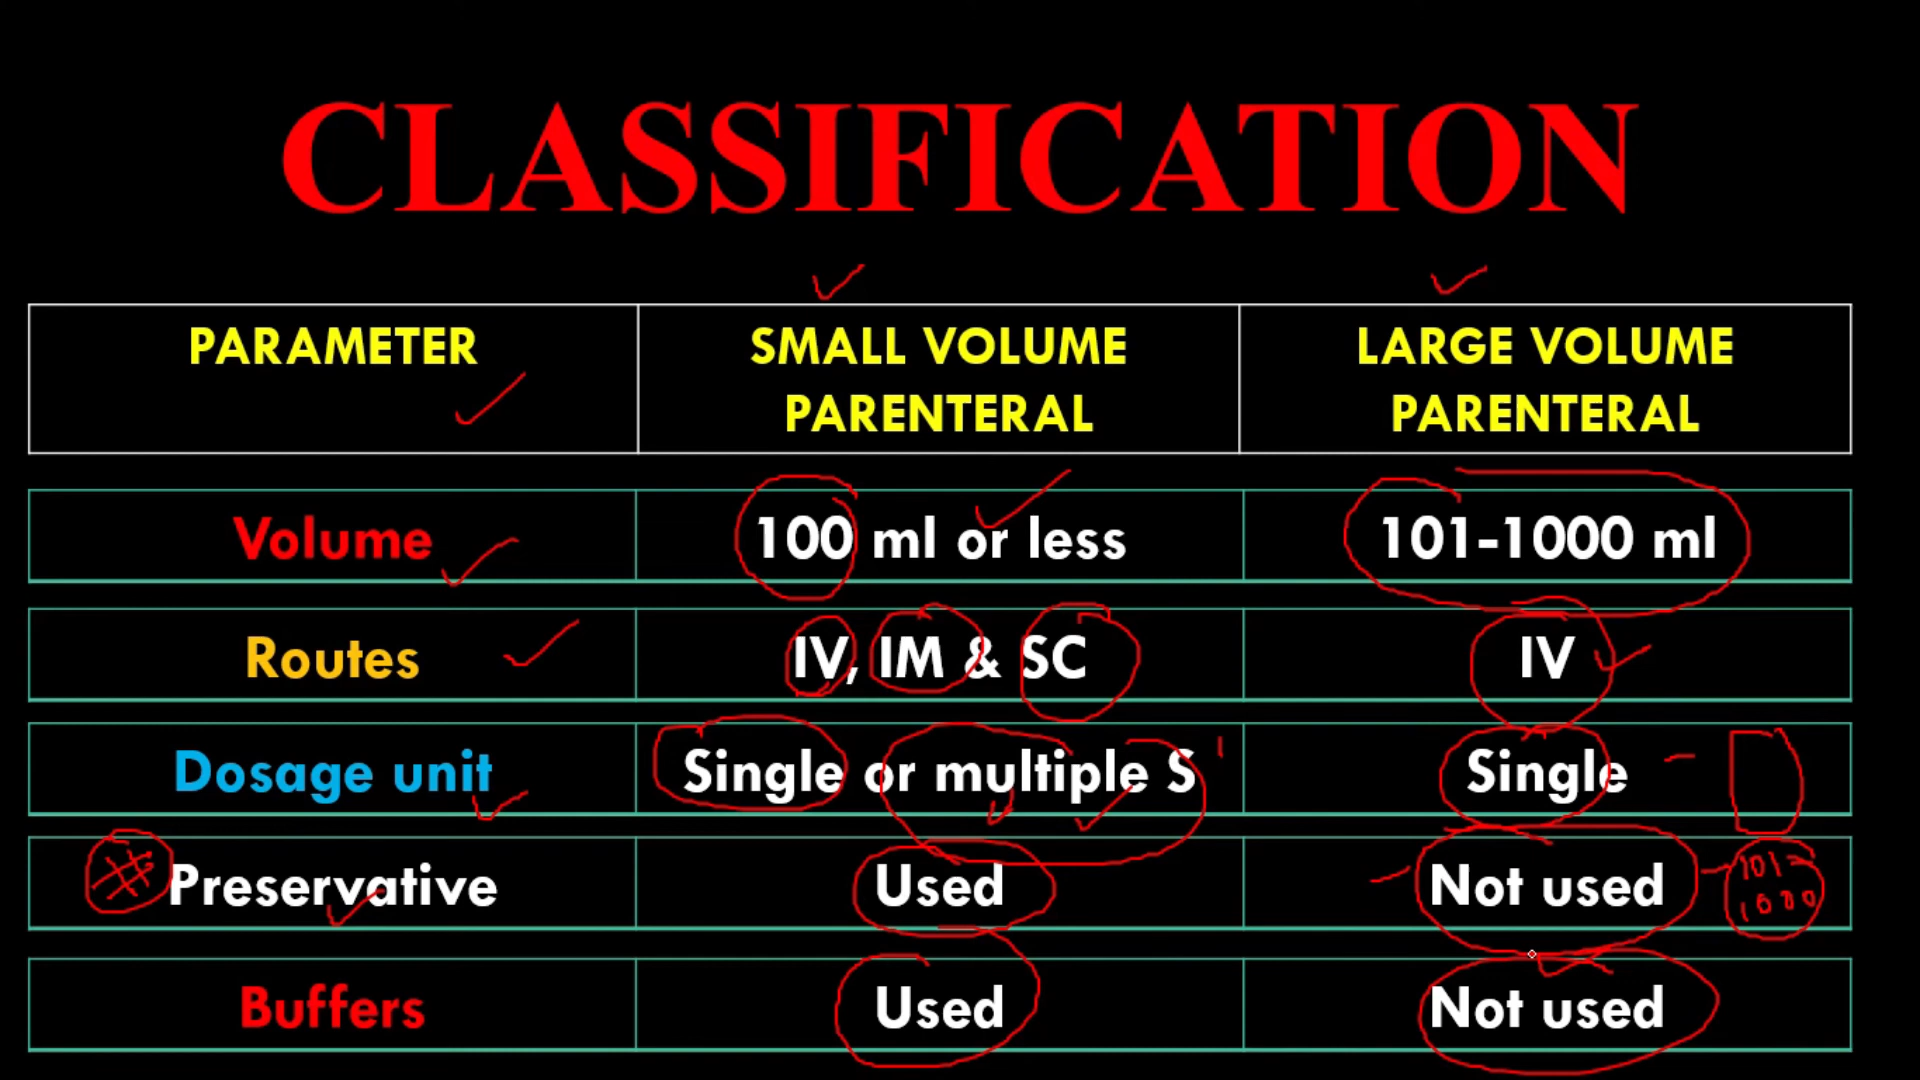 CLASSIFICATION
PARAMETER
SMALL VOLUME
PARENTERAL
LARGE VOLUME
PARENTERAL
Volume
100 ml or less
101-1000 ml
Routes
IV, IM & SC
IV
Dosage unit
Single or multiple S
Single
Preservative
Used
Not used
101-
1000
Buffers
Used
Not used